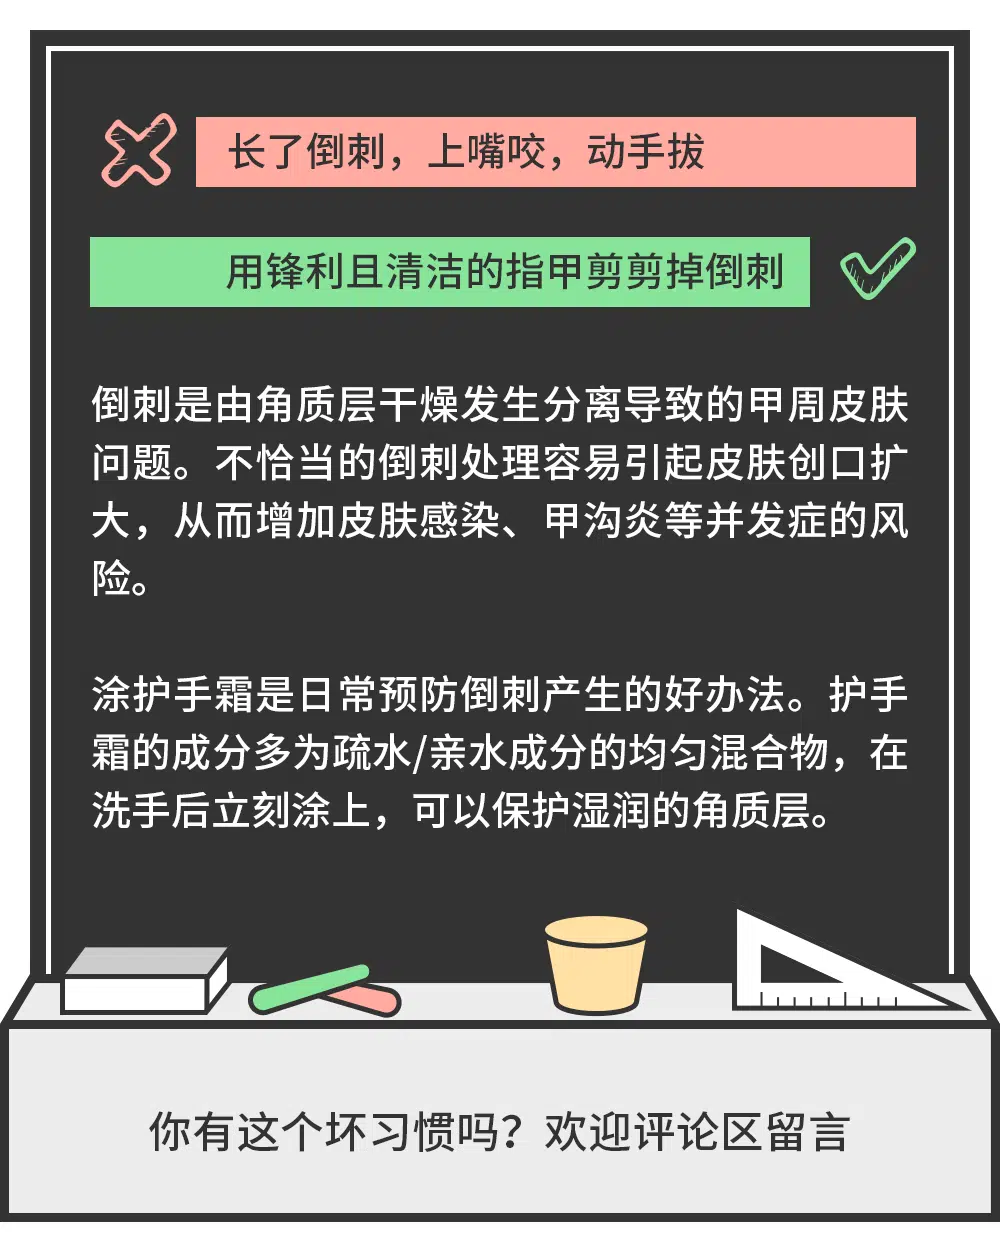 长了倒刺，上嘴咬，动手拔
用锋利且清洁的指甲剪剪掉倒刺
倒刺是由角质层干燥发生分离导致的甲周皮肤
问题。不恰当的倒刺处理容易引起皮肤创口扩
大，从而增加皮肤感染、甲沟炎等并发症的风
险。
涂护手霜是日常预防倒刺产生的好办法。护手
霜的成分多为疏水/亲水成分的均匀混合物，在
洗手后立刻涂上，可以保护湿润的角质层。
你有这个坏习惯吗？欢迎评论区留言